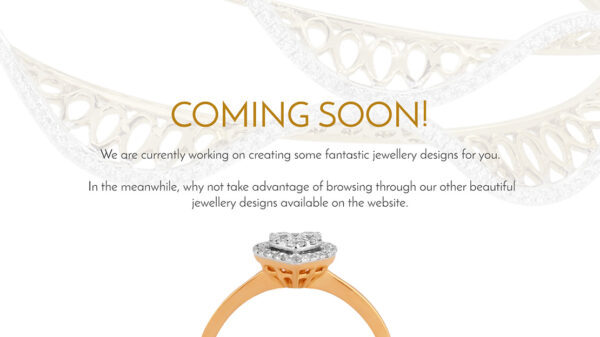 COMING SOON!
We are currently working on creating some fantastic jewellery designs for you.
In the meanwhile, why not take advantage of browsing through our other beautiful
jewellery designs available on the website.